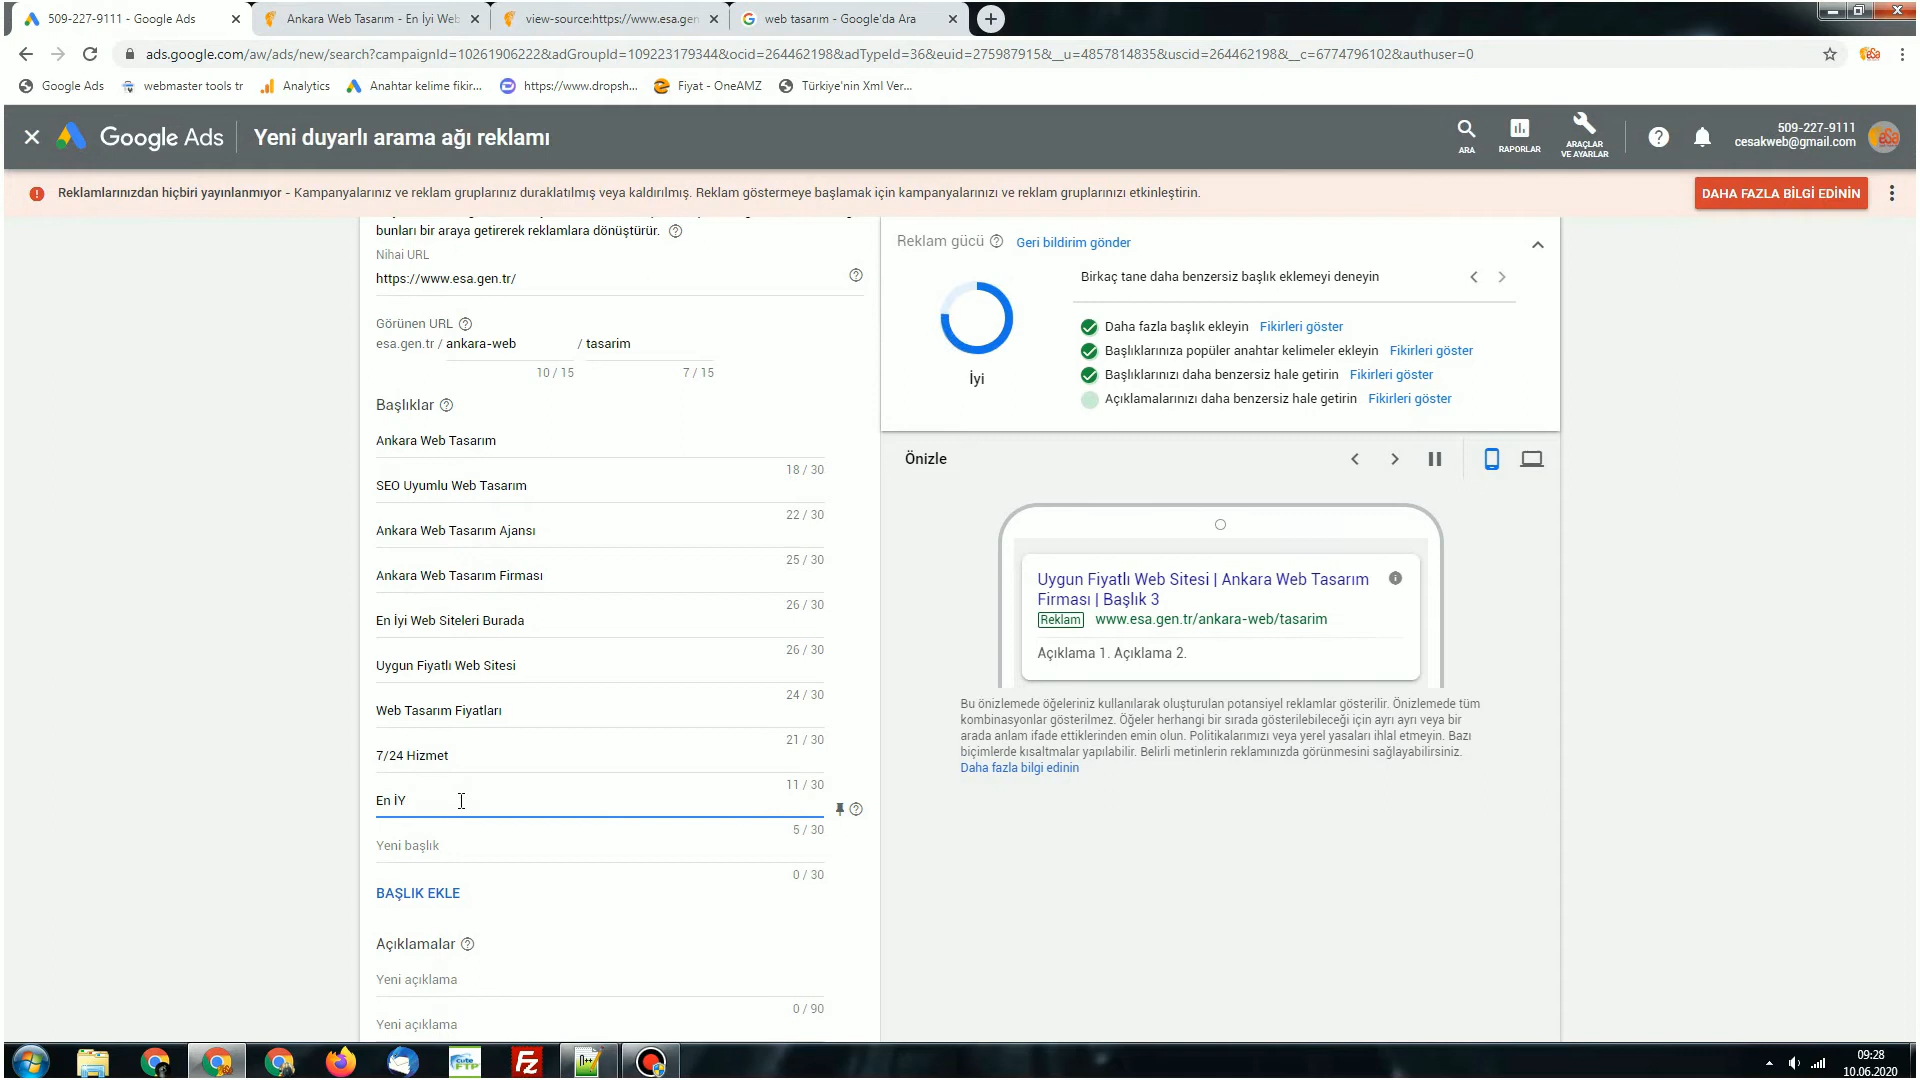 509-227-9111 - Google Ads
Ankara Web Tasarım - En İyi Web
view-source:https://www.esa.gen
web tasarım - Google'da Ara
ads.google.com/aw/ads/new/search?campaignId=10261906222&adGroupId=109223179344&ocid=264462198&adTypeId=36&euid=275987915&__u=4857814835&uscid=264462198&__c=6774796102&authuser=0
Google Ads
webmaster tools tr
Analytics
Anahtar kelime fikir...
https://www.dropsh...
Fiyat - OneAMZ
Türkiye'nin Xml Ver...
Google Ads
Yeni duyarlı arama ağı reklamı
ARA
RAPORLAR
ARAÇLAR
VE AYARLAR
509-227-9111
cesakweb@gmail.com
Reklamlarınızdan hiçbiri yayınlanmıyor - Kampanyalarınız ve reklam gruplarınız duraklatılmış veya kaldırılmış. Reklam göstermeye başlamak için kampanyalarınızı ve reklam gruplarınızı etkinleştirin.
DAHA FAZLA BİLGİ EDİNİN
bunları bir araya getirerek reklamlara dönüştürür.
Nihai URL
https://www.esa.gen.tr/
Görünen URL
esa.gen.tr / ankara-web / tasarim
10 / 15
7 / 15
Başlıklar
Ankara Web Tasarım
18 / 30
SEO Uyumlu Web Tasarım
22 / 30
Ankara Web Tasarım Ajansı
25 / 30
Ankara Web Tasarım Firması
26 / 30
En İyi Web Siteleri Burada
26 / 30
Uygun Fiyatlı Web Sitesi
24 / 30
Web Tasarım Fiyatları
21 / 30
7/24 Hizmet
11 / 30
En İY
5 / 30
Yeni başlık
0 / 30
BAŞLIK EKLE
Açıklamalar
Yeni açıklama
0 / 90
Yeni açıklama
Reklam gücü
Geri bildirim gönder
İyi
Birkaç tane daha benzersiz başlık eklemeyi deneyin
Daha fazla başlık ekleyin Fikirleri göster
Başlıklarınıza popüler anahtar kelimeler ekleyin Fikirleri göster
Başlıklarınızı daha benzersiz hale getirin Fikirleri göster
Açıklamalarınızı daha benzersiz hale getirin Fikirleri göster
Önizle
Uygun Fiyatlı Web Sitesi | Ankara Web Tasarım
Firması | Başlık 3
Reklam www.esa.gen.tr/ankara-web/tasarim
Açıklama 1. Açıklama 2.
Bu önizlemede öğeleriniz kullanılarak oluşturulan potansiyel reklamlar gösterilir. Önizlemede tüm
kombinasyonlar gösterilmez. Öğeler herhangi bir sırada gösterilebileceği için ayrı ayrı veya bir
arada anlam ifade ettiklerinden emin olun. Politikalarımızı veya yerel yasaları ihlal etmeyin. Bazı
biçimlerde kısaltmalar yapılabilir. Belirli metinlerin reklamınızda görünmesini sağlayabilirsiniz.
Daha fazla bilgi edinin
09:28
10.06.2020